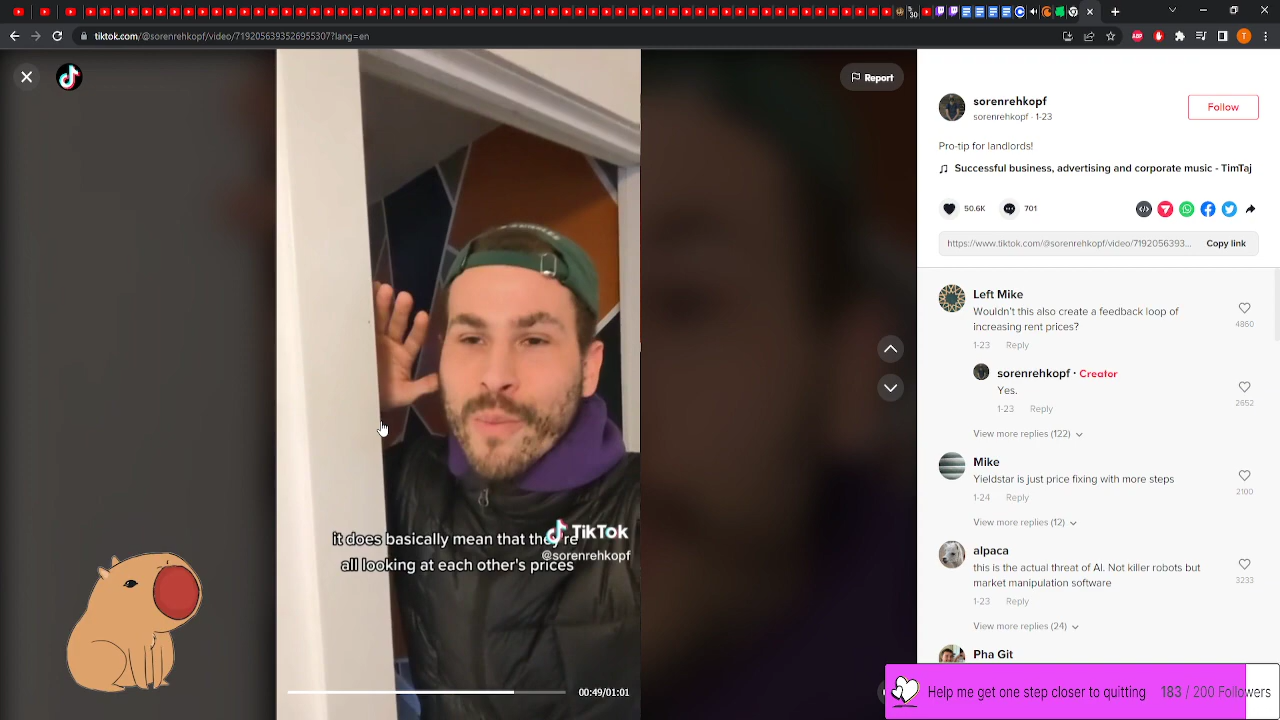 30
tiktok.com/@sorenrehkopf/video/7192056393526955307?lang=en
ABP
T
Report
sorenrehkopf
sorenrehkopf · 1-23
Follow
Pro-tip for landlords!
Successful business, advertising and corporate music - TimTaj
50.6K
701
https://www.tiktok.com/@sorenrehkopf/video/7192056393...
Copy link
Left Mike
Wouldn't this also create a feedback loop of
increasing rent prices?
4860
1-23 Reply
sorenrehkopf · Creator
Yes.
2652
1-23 Reply
View more replies (122)
Mike
Yieldstar is just price fixing with more steps
2100
1-24 Reply
View more replies (12)
alpaca
this is the actual threat of AI. Not killer robots but
market manipulation software
3233
1-23 Reply
View more replies (24)
Pha Git
it does basically mean that they're
all looking at each other's prices
TikTok
@sorenrehkopf
00:49/01:01
Help me get one step closer to quitting 183 / 200 Followers